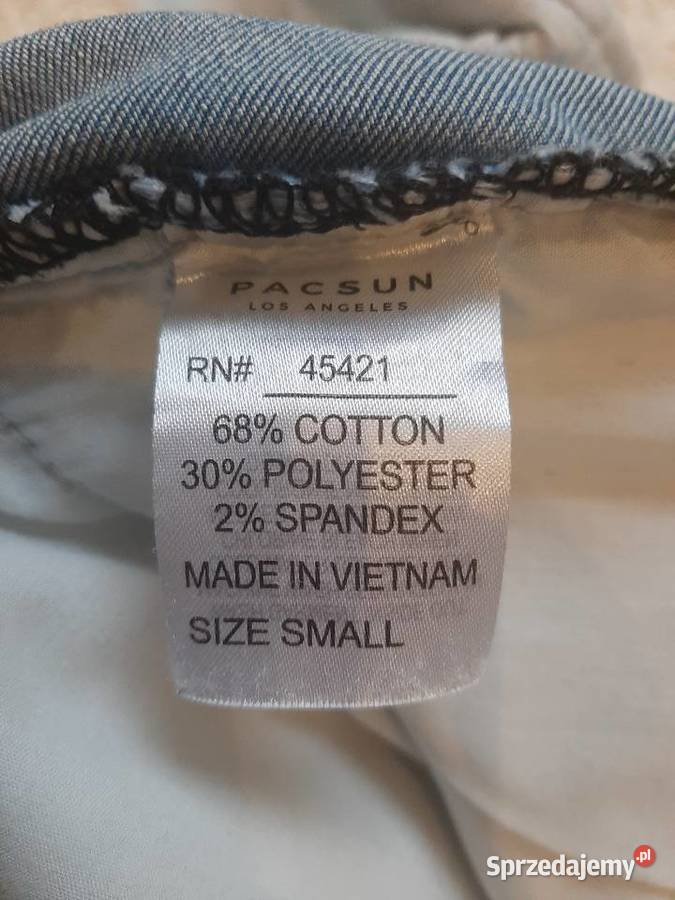 PACSUN
LOS ANGELES
RN# 45421
68% COTTON
30% POLYESTER
2% SPANDEX
MADE IN VIETNAM
SIZE SMALL
Sprzedajemy.pl